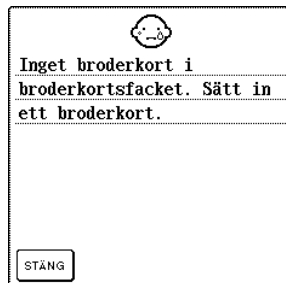 Inget broderkort i
broderkortsfacket. Sätt in
ett broderkort.
STÄNG